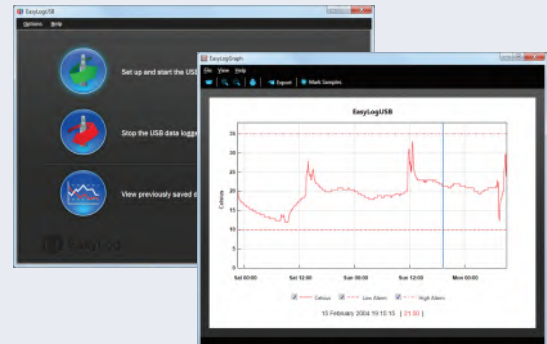 EasyLogUSB
Options Help
Set up and start the USB
Stop the USB data logge
View previously saved d
EasyLog
EasyLogGraph
File View Help
Export Mark Samples
EasyLogUSB
Celsius
35
30
25
20
15
10
5
0
Sat 00:00 Sat 12:00 Sun 00:00 Sun 12:00 Mon 00:00
Celsius Low Alarm High Alarm
15 February 2004 19:15:15 [ 21.50 ]